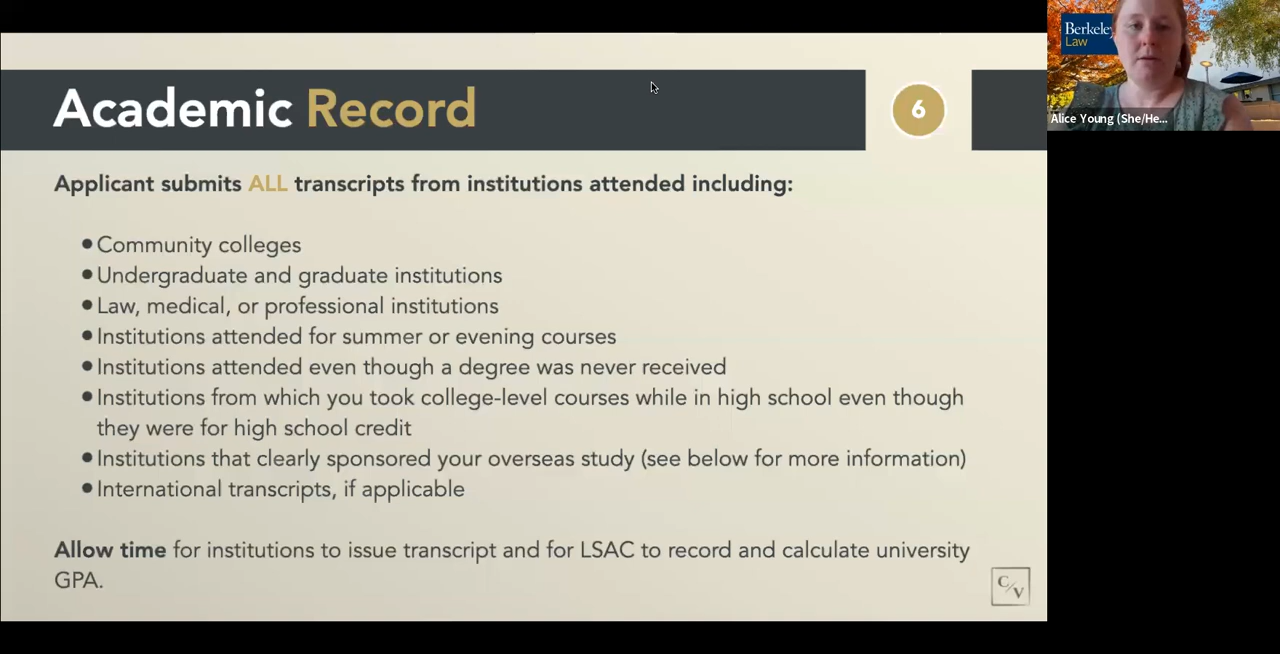 Academic Record
6
Applicant submits ALL transcripts from institutions attended including:
● Community colleges
● Undergraduate and graduate institutions
● Law, medical, or professional institutions
● Institutions attended for summer or evening courses
● Institutions attended even though a degree was never received
● Institutions from which you took college-level courses while in high school even though
they were for high school credit
● Institutions that clearly sponsored your overseas study (see below for more information)
● International transcripts, if applicable
Allow time for institutions to issue transcript and for LSAC to record and calculate university
GPA.
C/V
Berkeley
Law
Alice Young (She/He...